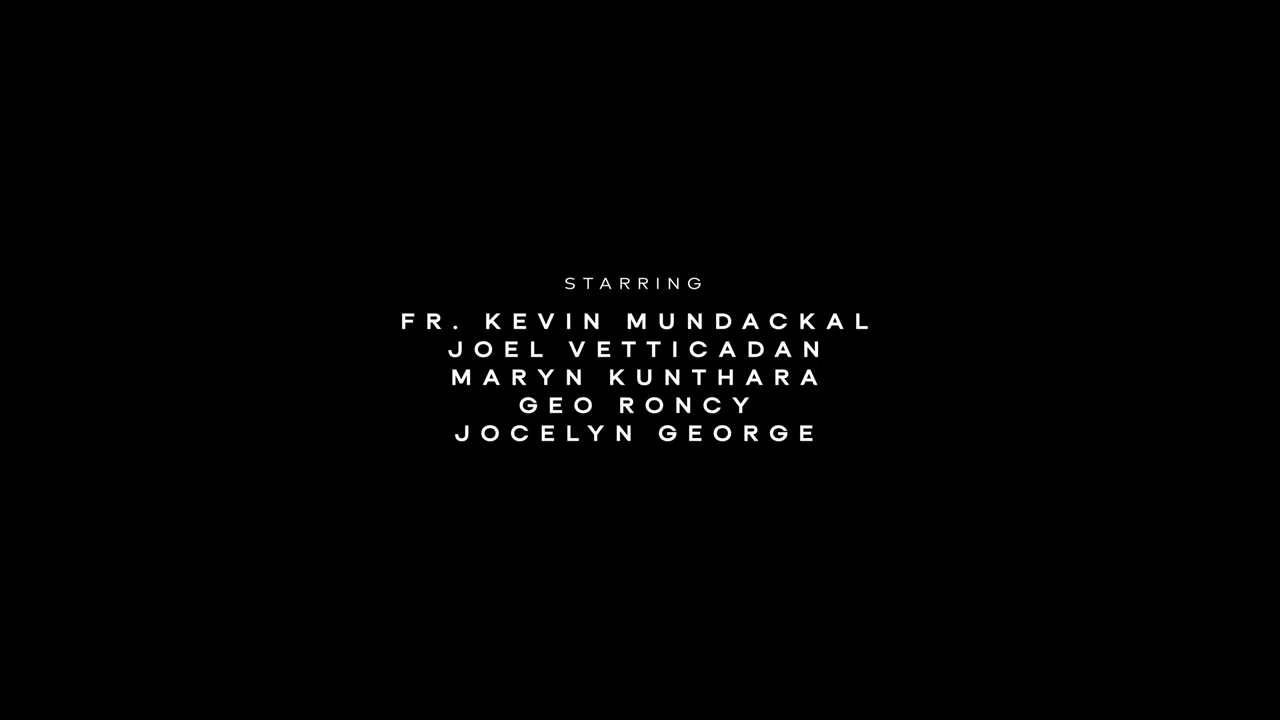 STARRING
FR. KEVIN MUNDACKAL
JOEL VETTICADAN
MARYN KUNTHARA
GEO RONCY
JOCELYN GEORGE